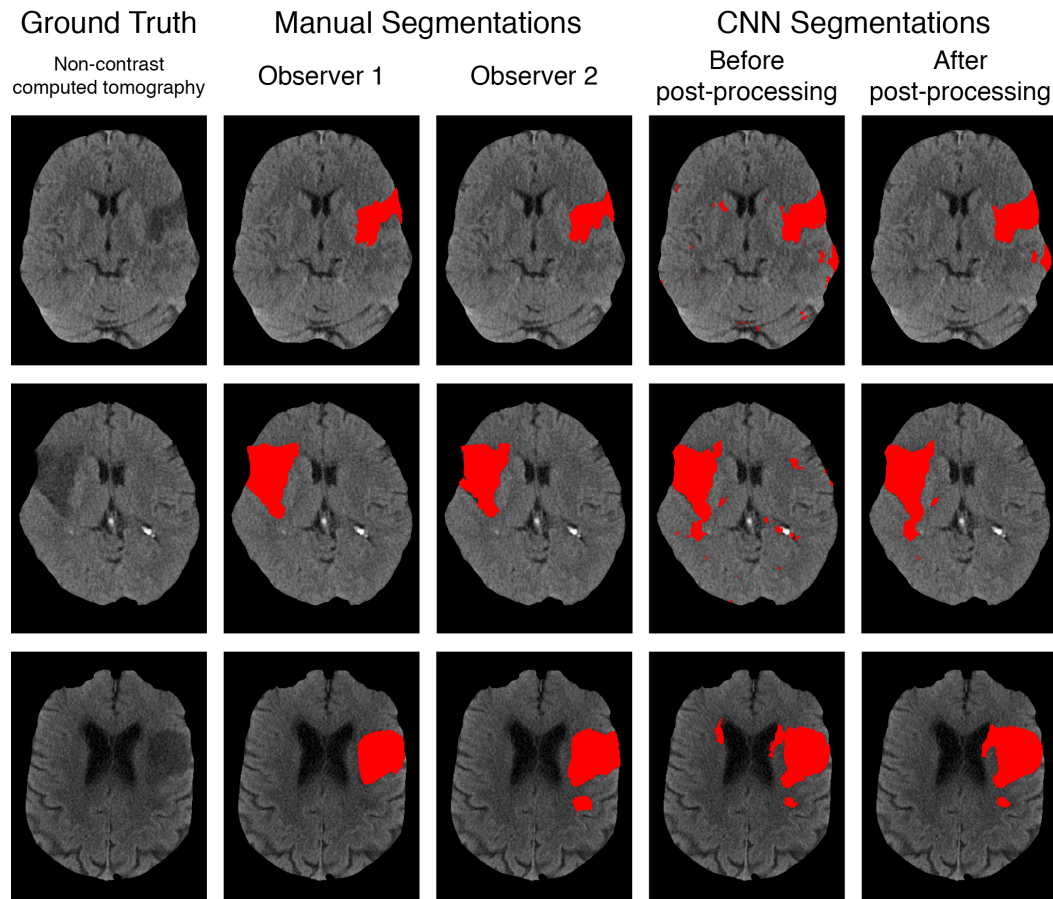 Ground Truth
Manual Segmentations
CNN Segmentations
Non-contrast
computed tomography
Observer 1
Observer 2
Before
post-processing
After
post-processing